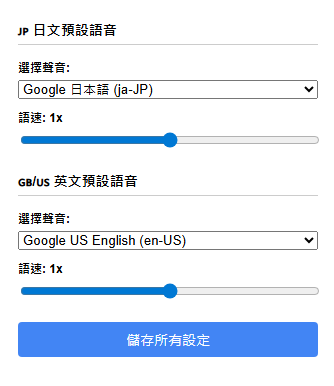 JP 日文預設語音
選擇聲音:
Google 日本語 (ja-JP)
語速: 1x
GB/US 英文預設語音
選擇聲音:
Google US English (en-US)
語速: 1x
儲存所有設定